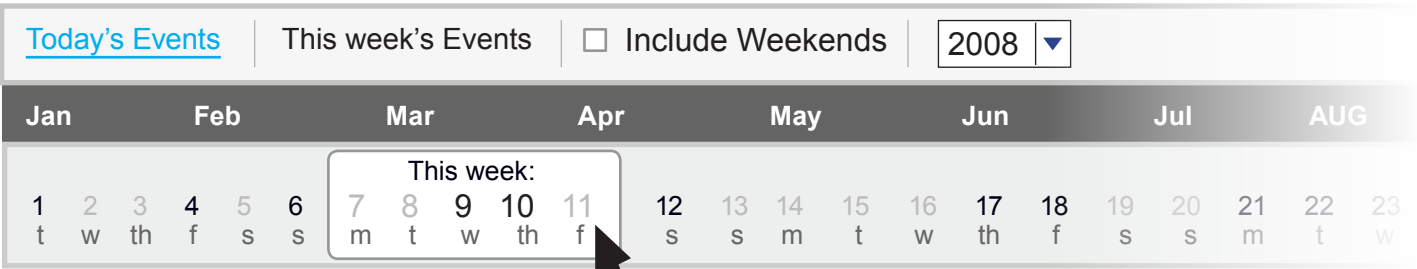 Today's Events This week's Events Include Weekends 2008
Jan Feb Mar Apr May Jun Jul AUG
This week:
1 2 3 4 5 6 7 8 9 10 11 12 13 14 15 16 17 18 19 20 21 22 23
t w th f s s m t w th f s s m t w th f s s m t w